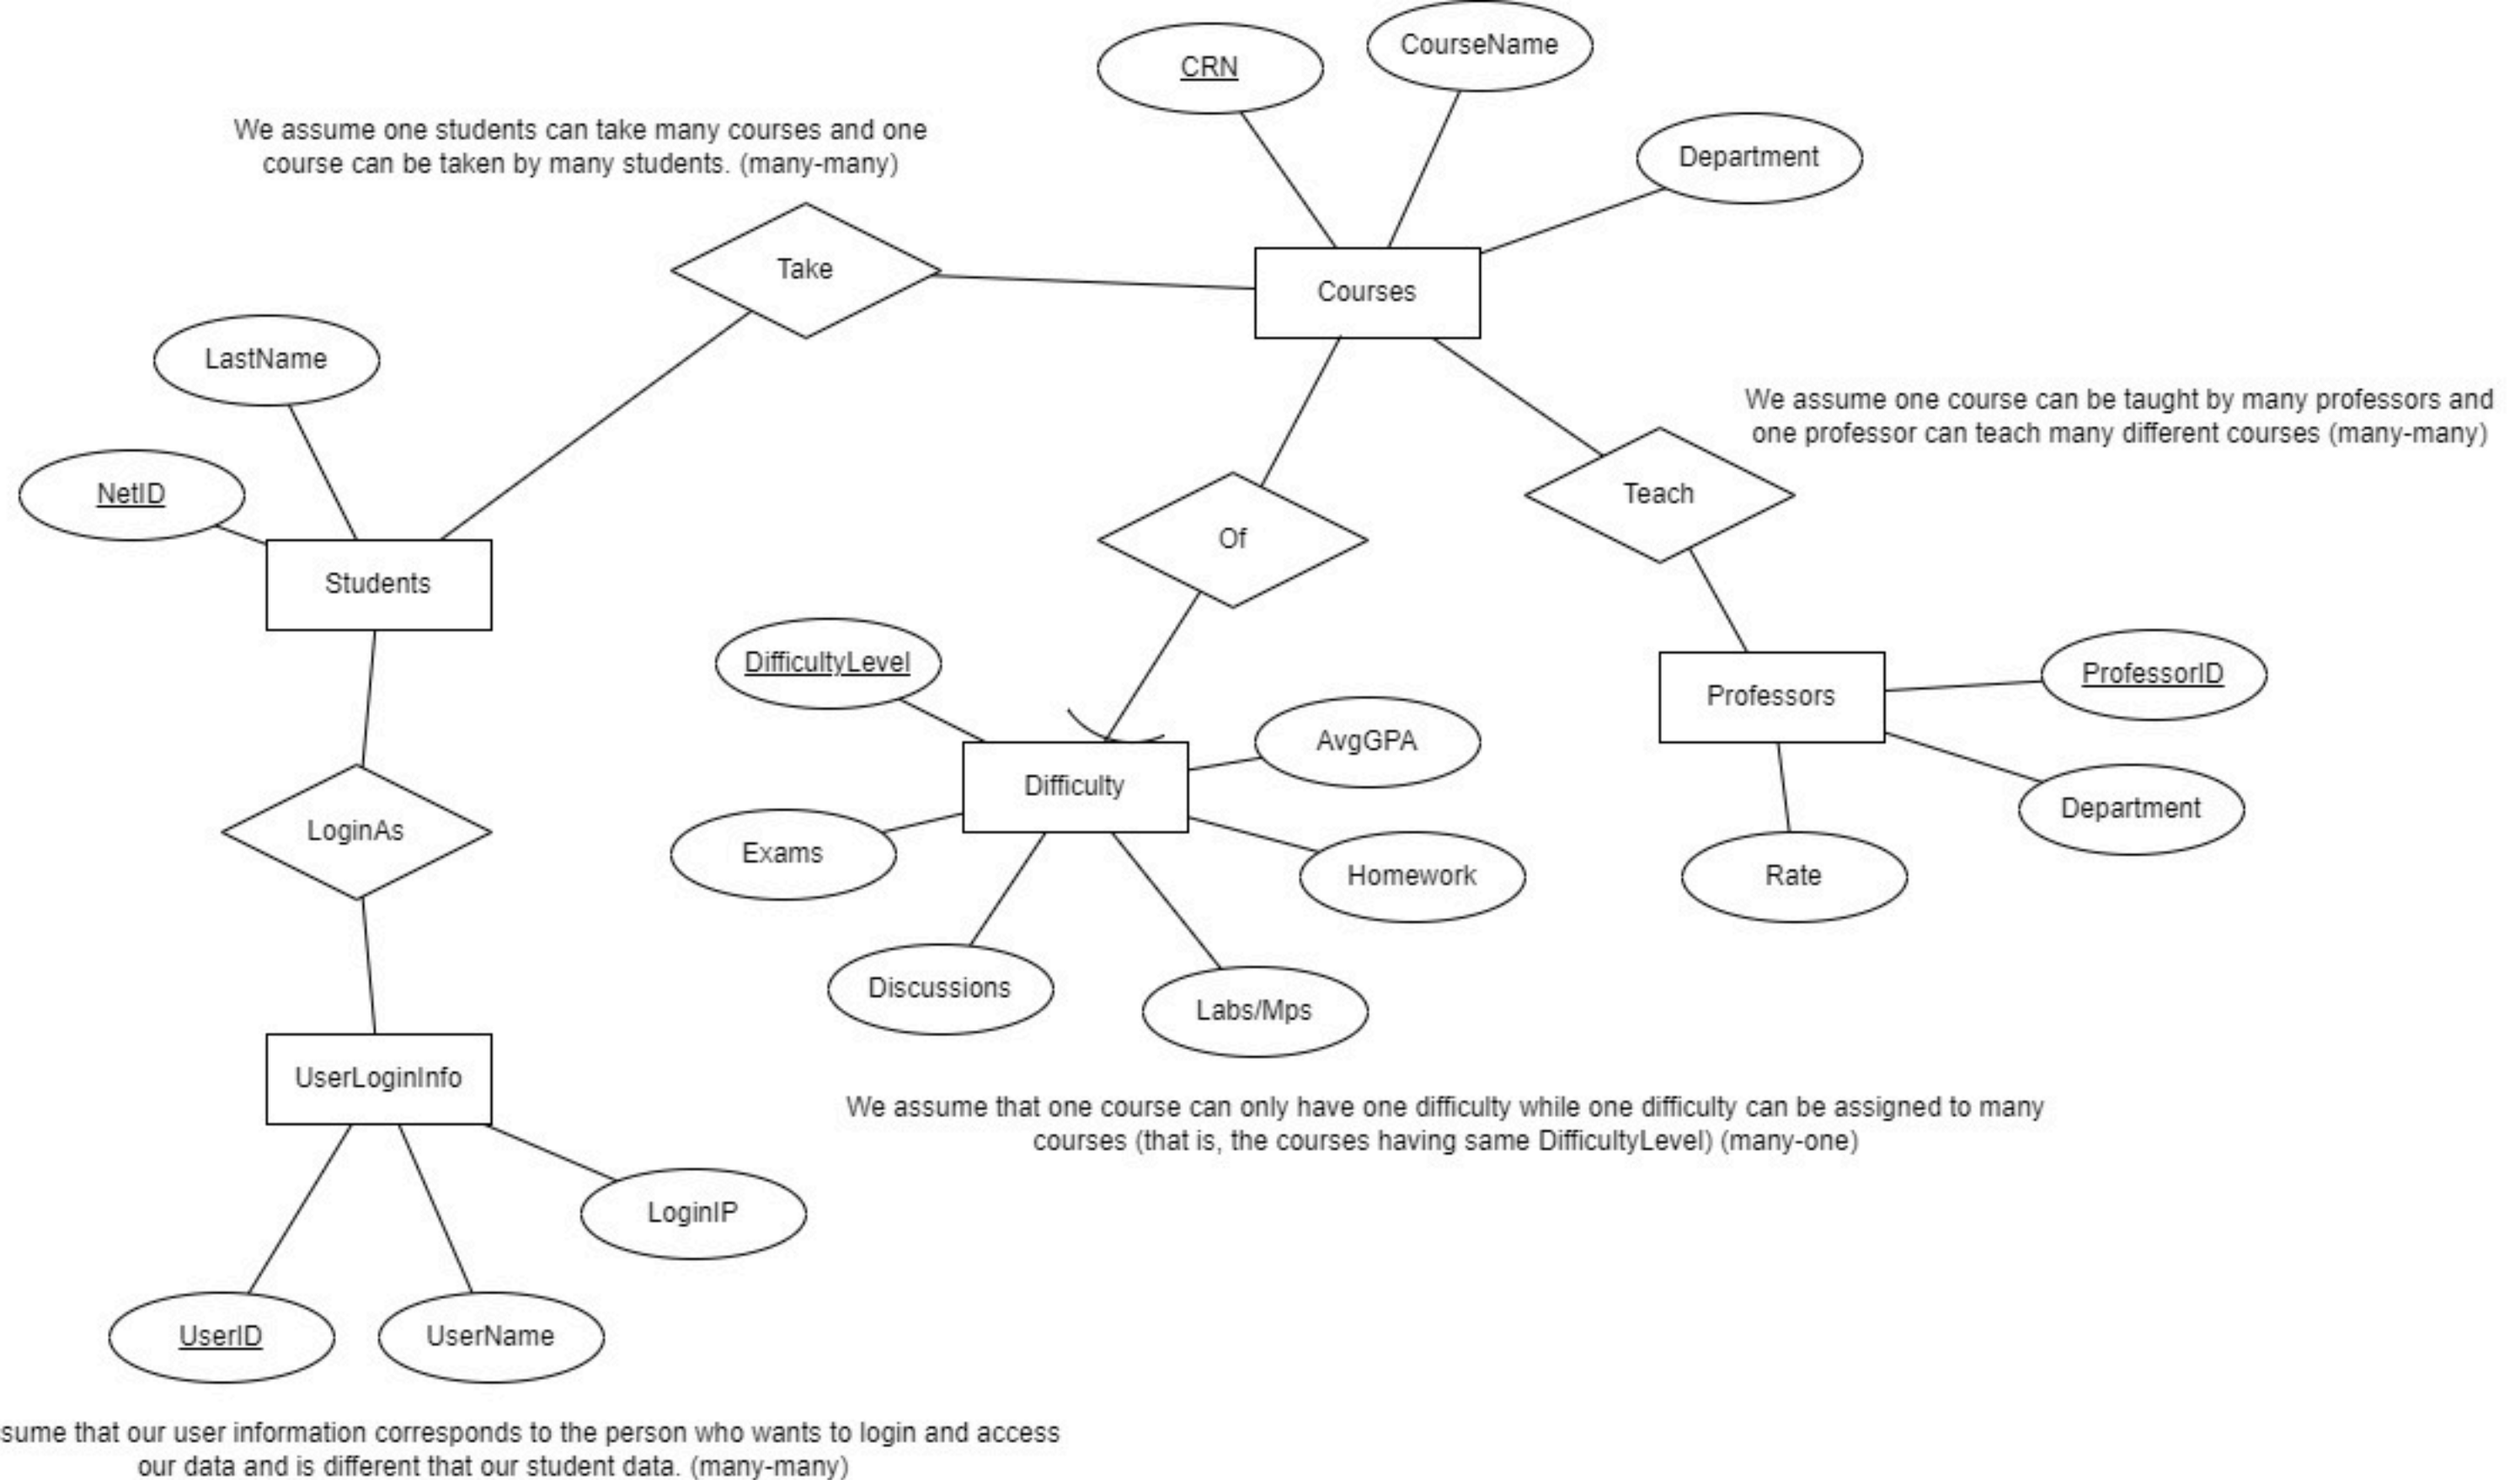 CRN
CourseName
Department
We assume one students can take many courses and one
course can be taken by many students. (many-many)
Take
Courses
LastName
NetID
Students
We assume one course can be taught by many professors and
one professor can teach many different courses (many-many)
Teach
Of
DifficultyLevel
AvgGPA
Difficulty
Exams
Homework
Discussions
Labs/Mps
Professors
ProfessorID
Department
Rate
LoginAs
UserLoginInfo
We assume that one course can only have one difficulty while one difficulty can be assigned to many
courses (that is, the courses having same DifficultyLevel) (many-one)
LoginIP
UserID
UserName
sume that our user information corresponds to the person who wants to login and access
our data and is different that our student data. (many-many)